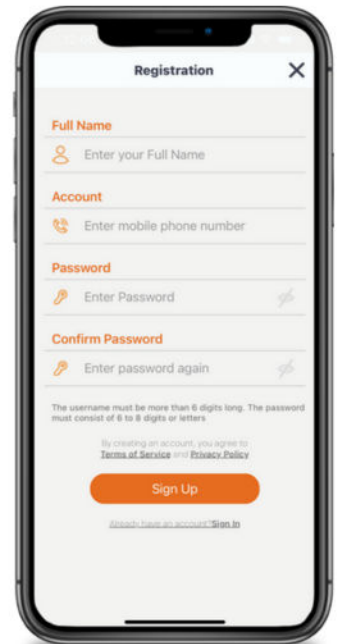 Registration
Full Name
Enter your Full Name
Account
Enter mobile phone number
Password
Enter Password
Confirm Password
Enter password again
The username must be more than 6 digits long. The password
must consist of 6 to 8 digits or letters
By creating an account, you agree to
Terms of Service and Privacy Policy
Sign Up
Already have an account?Sign In